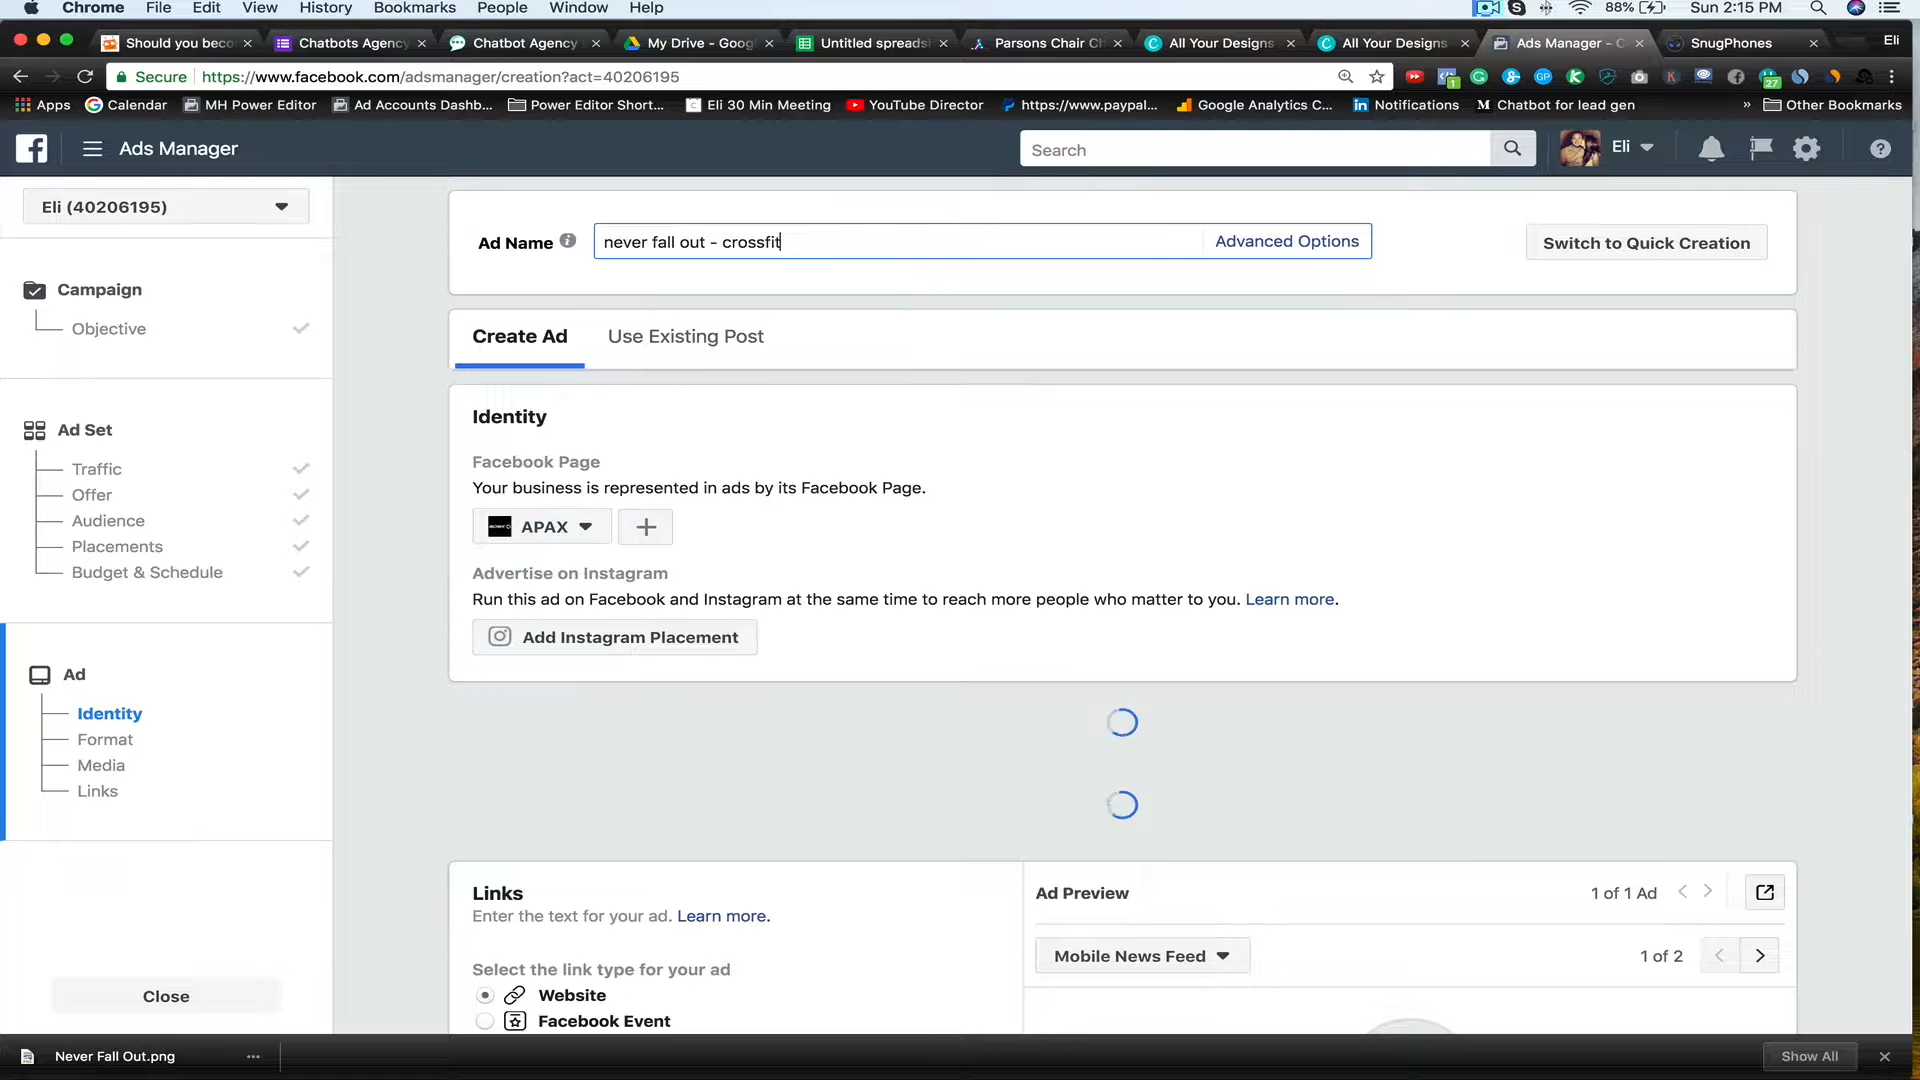 Chrome File Edit View History Bookmarks People Window Help 88% Sun 2:15 PM
Should you beco Chatbots Agency Chatbot Agency My Drive - Goog Untitled spreads Parsons Chair Ch All Your Designs All Your Designs Ads Manager - C SnugPhones Eli
Secure https://www.facebook.com/adsmanager/creation?act=40206195
Apps Calendar MH Power Editor Ad Accounts Dashb... Power Editor Short... Eli 30 Min Meeting YouTube Director https://www.paypal... Google Analytics C... Notifications Chatbot for lead gen » Other Bookmarks
Ads Manager Search Eli
Eli (40206195)
Ad Name never fall out - crossfit Advanced Options Switch to Quick Creation
Campaign
Objective
Create Ad Use Existing Post
Ad Set
Traffic
Offer
Audience
Placements
Budget & Schedule
Identity
Facebook Page
Your business is represented in ads by its Facebook Page.
APAX
Advertise on Instagram
Run this ad on Facebook and Instagram at the same time to reach more people who matter to you. Learn more.
Add Instagram Placement
Ad
Identity
Format
Media
Links
Links
Enter the text for your ad. Learn more.
Select the link type for your ad
Website
Facebook Event
Ad Preview 1 of 1 Ad
Mobile News Feed 1 of 2
Close
Never Fall Out.png Show All